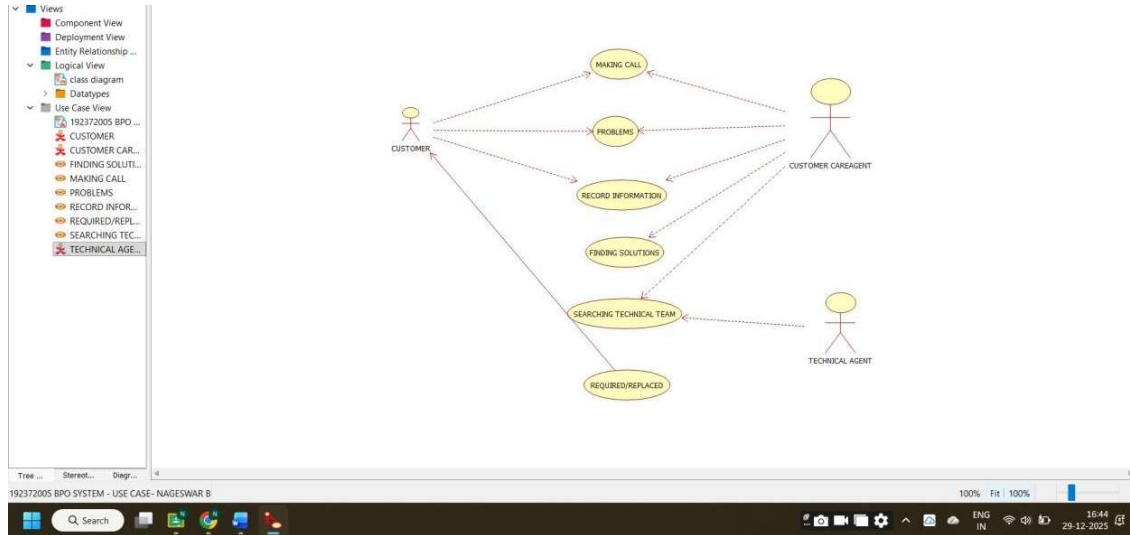 Views
Component View
Deployment View
Entity Relationship ...
Logical View
class diagram
Datatypes
Use Case View
192372005 BPO ...
CUSTOMER
CUSTOMER CAR...
FINDING SOLUTI...
MAKING CALL
PROBLEMS
RECORD INFOR...
REQUIRED/REPL...
SEARCHING TEC...
TECHNICAL AGE...
MAKING CALL
CUSTOMER
PROBLEMS
CUSTOMER CAREAGENT
RECORD INFORMATION
FINDING SOLUTIONS
SEARCHING TECHNICAL TEAM
TECHNICAL AGENT
REQUIRED/REPLACED
Tree ... Stereot... Diagr...
192372005 BPO SYSTEM - USE CASE- NAGESWAR B
100% Fit 100%
Search
ENG
IN
16:44
29-12-2025